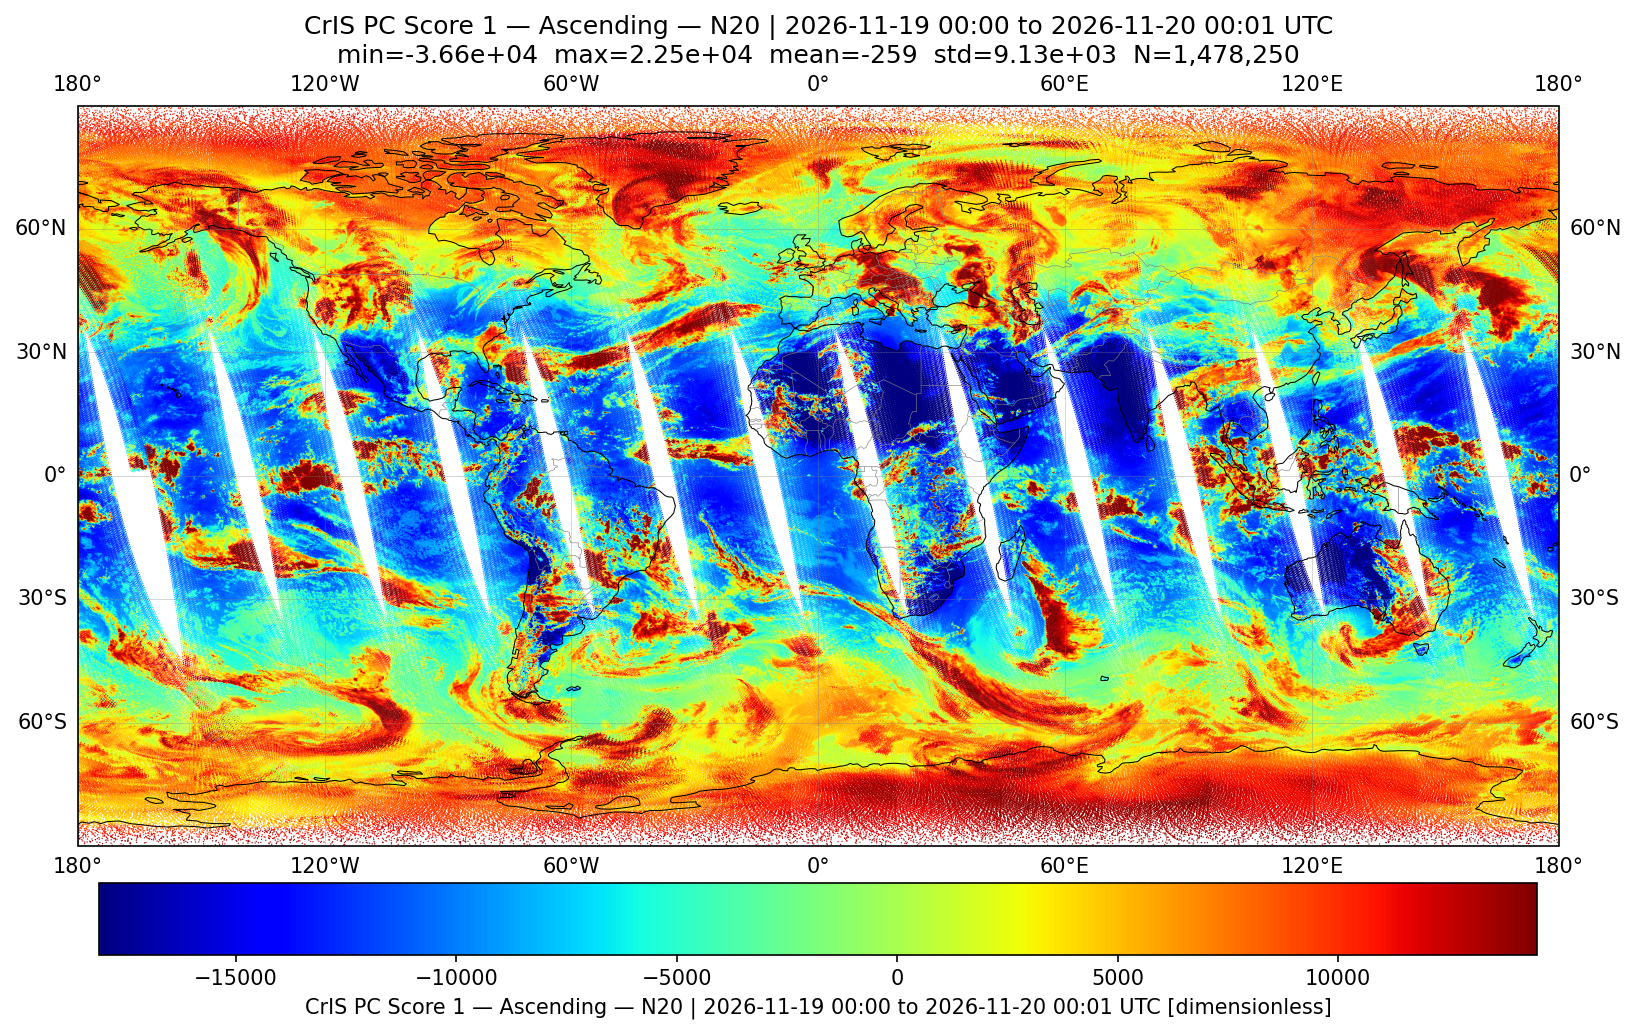 CrIS PC Score 1 — Ascending — N20 | 2026-11-19 00:00 to 2026-11-20 00:01 UTC
min=-3.66e+04 max=2.25e+04 mean=-259 std=9.13e+03 N=1,478,250
180° 120°W 60°W 0° 60°E 120°E 180°
60°N 60°N
30°N 30°N
0° 0°
30°S 30°S
60°S 60°S
180° 120°W 60°W 0° 60°E 120°E 180°
−15000 −10000 −5000 0 5000 10000
CrIS PC Score 1 — Ascending — N20 | 2026-11-19 00:00 to 2026-11-20 00:01 UTC [dimensionless]